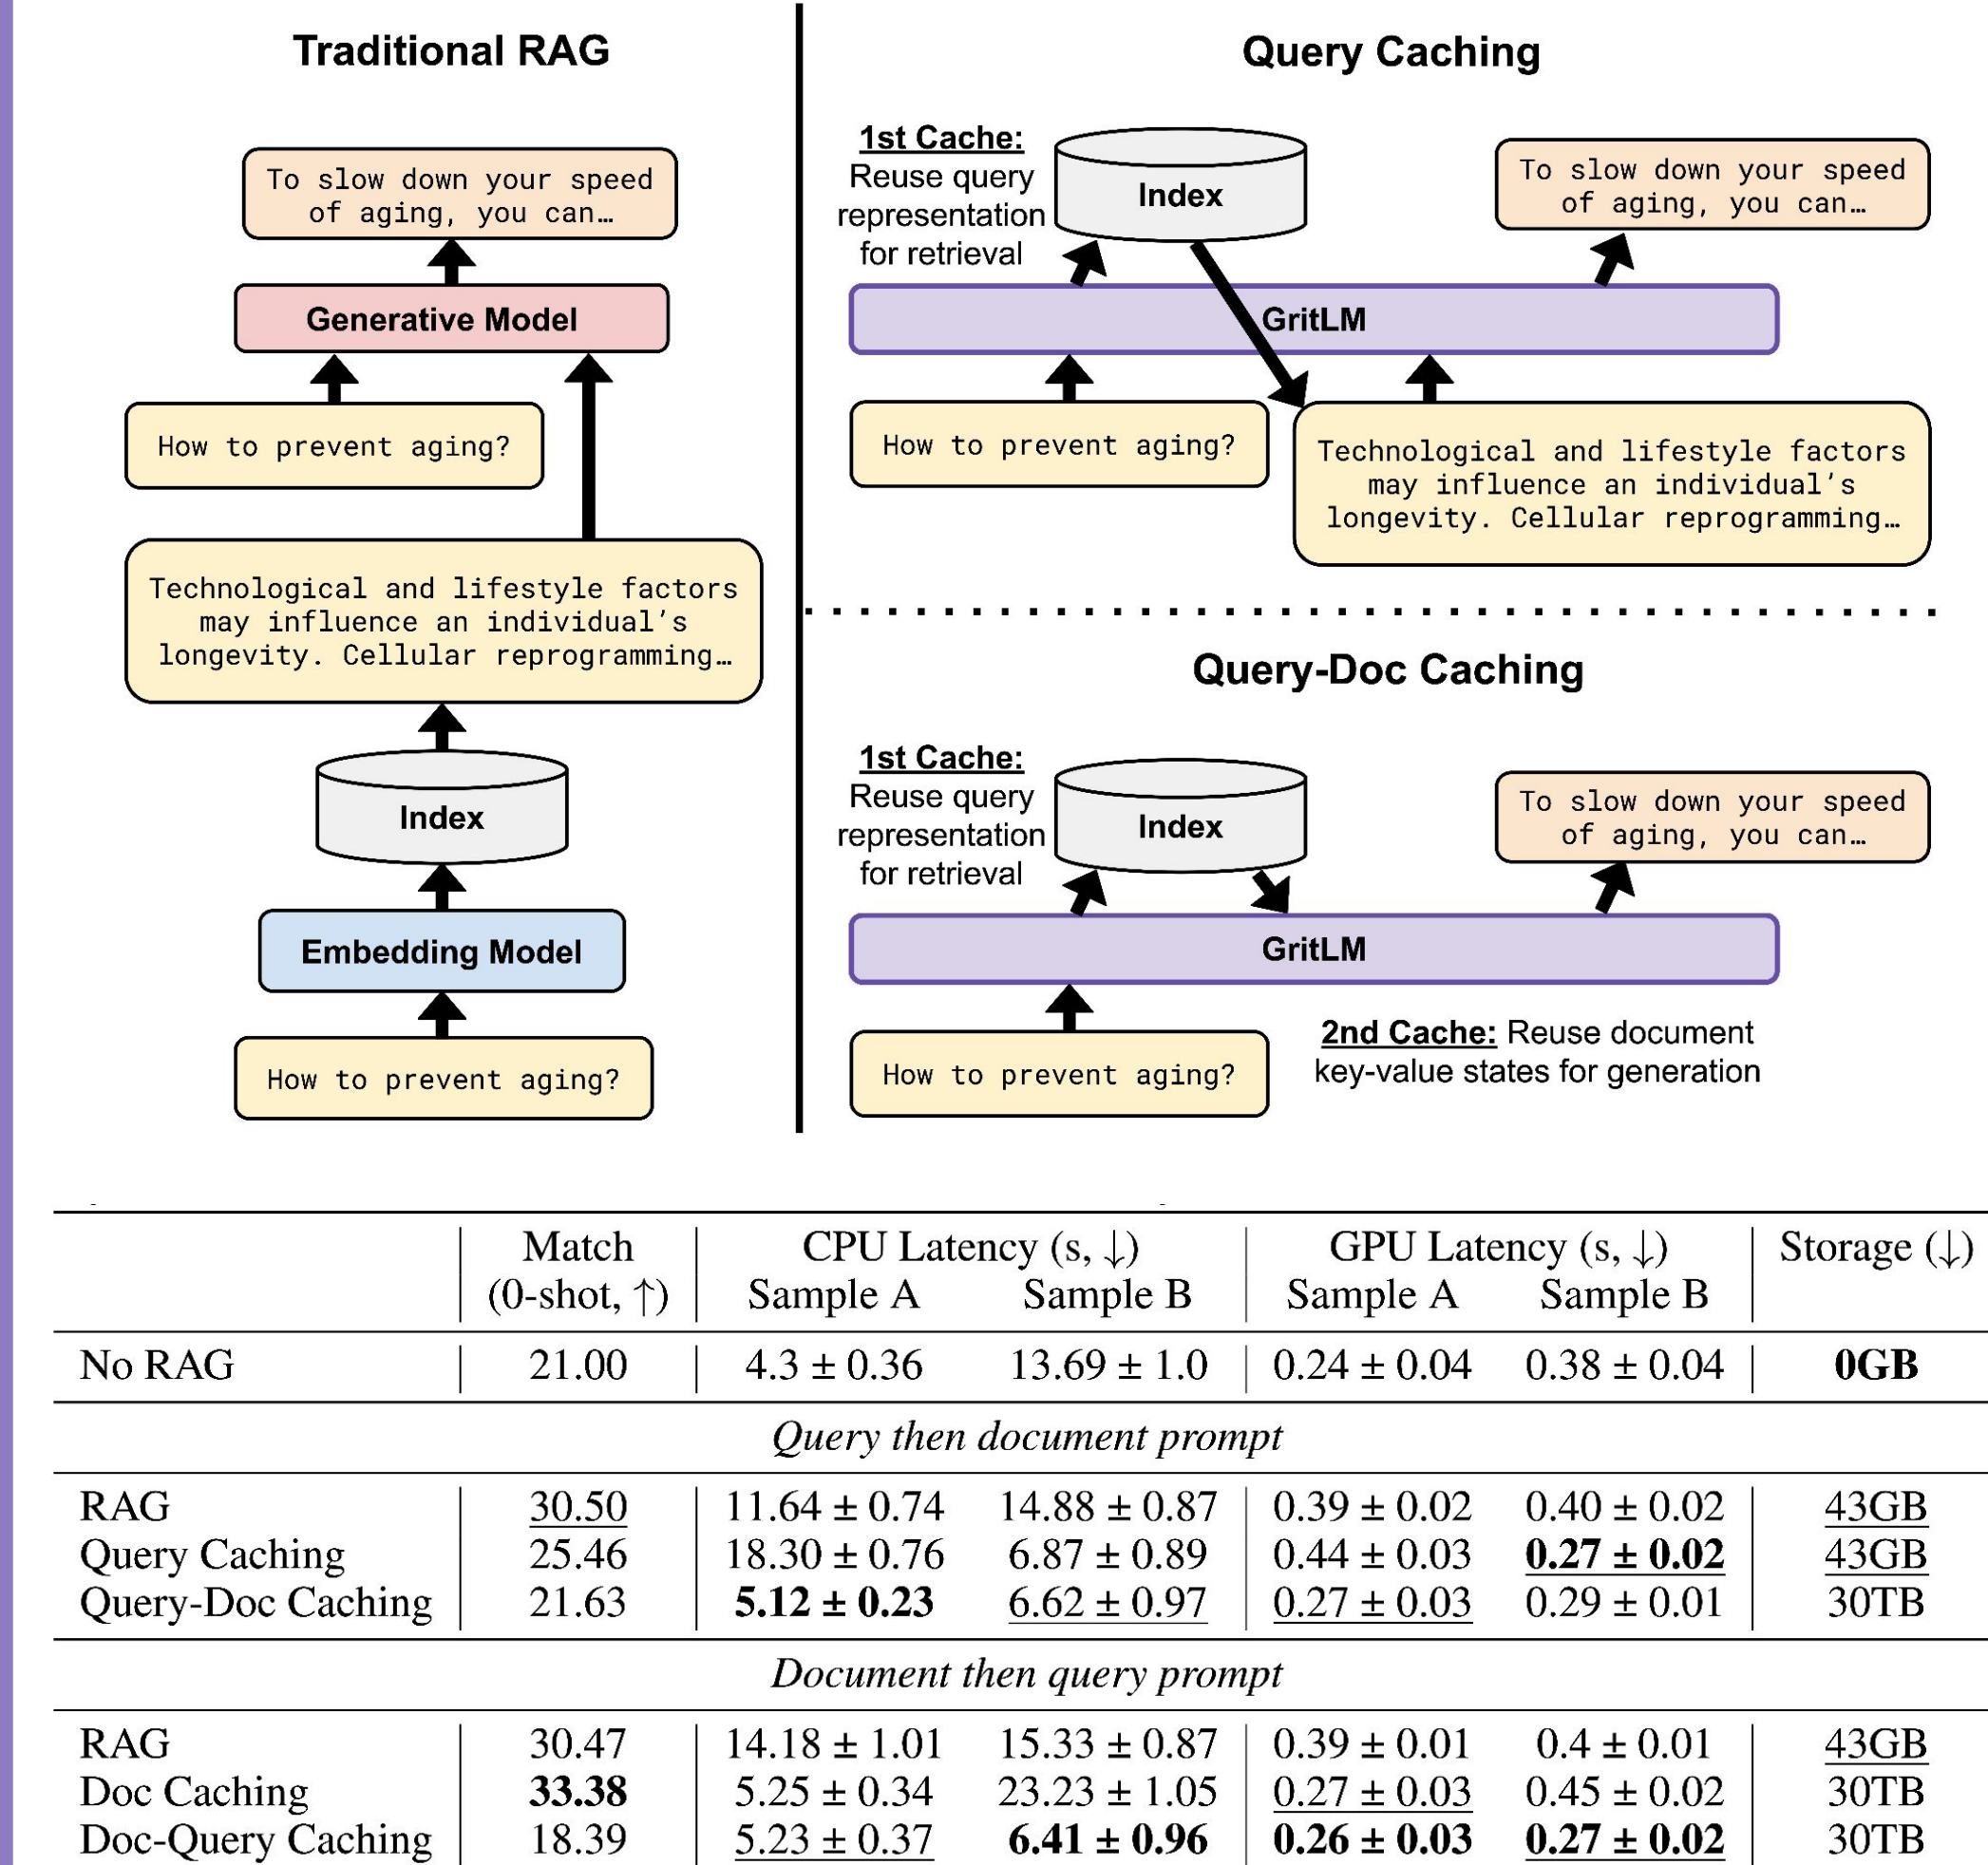 Traditional RAG
To slow down your speed
of aging, you can…
Generative Model
How to prevent aging?
Technological and lifestyle factors
may influence an individual’s
longevity. Cellular reprogramming…
Index
Embedding Model
How to prevent aging?
Query Caching
1st Cache:
Reuse query
representation
for retrieval
Index
To slow down your speed
of aging, you can…
GritLM
How to prevent aging?
Technological and lifestyle factors
may influence an individual’s
longevity. Cellular reprogramming…
Query-Doc Caching
1st Cache:
Reuse query
representation
for retrieval
Index
To slow down your speed
of aging, you can…
GritLM
How to prevent aging?
2nd Cache: Reuse document
key-value states for generation
Match CPU Latency (s, ↓) GPU Latency (s, ↓) Storage (↓)
(0-shot, ↑) Sample A Sample B Sample A Sample B
No RAG 21.00 4.3 ± 0.36 13.69 ± 1.0 0.24 ± 0.04 0.38 ± 0.04 0GB
Query then document prompt
RAG 30.50 11.64 ± 0.74 14.88 ± 0.87 0.39 ± 0.02 0.40 ± 0.02 43GB
Query Caching 25.46 18.30 ± 0.76 6.87 ± 0.89 0.44 ± 0.03 0.27 ± 0.02 43GB
Query-Doc Caching 21.63 5.12 ± 0.23 6.62 ± 0.97 0.27 ± 0.03 0.29 ± 0.01 30TB
Document then query prompt
RAG 30.47 14.18 ± 1.01 15.33 ± 0.87 0.39 ± 0.01 0.4 ± 0.01 43GB
Doc Caching 33.38 5.25 ± 0.34 23.23 ± 1.05 0.27 ± 0.03 0.45 ± 0.02 30TB
Doc-Query Caching 18.39 5.23 ± 0.37 6.41 ± 0.96 0.26 ± 0.03 0.27 ± 0.02 30TB